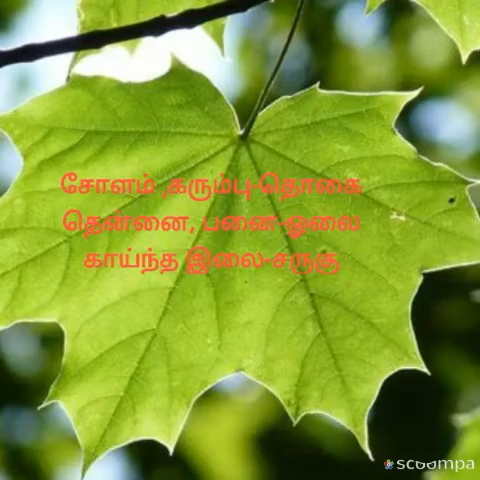 சோளம் ,கரும்பு-தொகை
தென்னை, பனை-ஓலை
காய்ந்த இலை-சருகு
scoompa